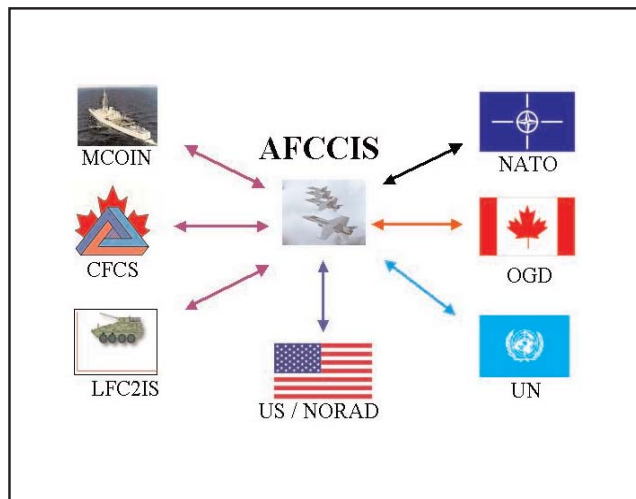 AFCCIS
MCOIN
NATO
CFCS
OGD
LFC2IS
US / NORAD
UN